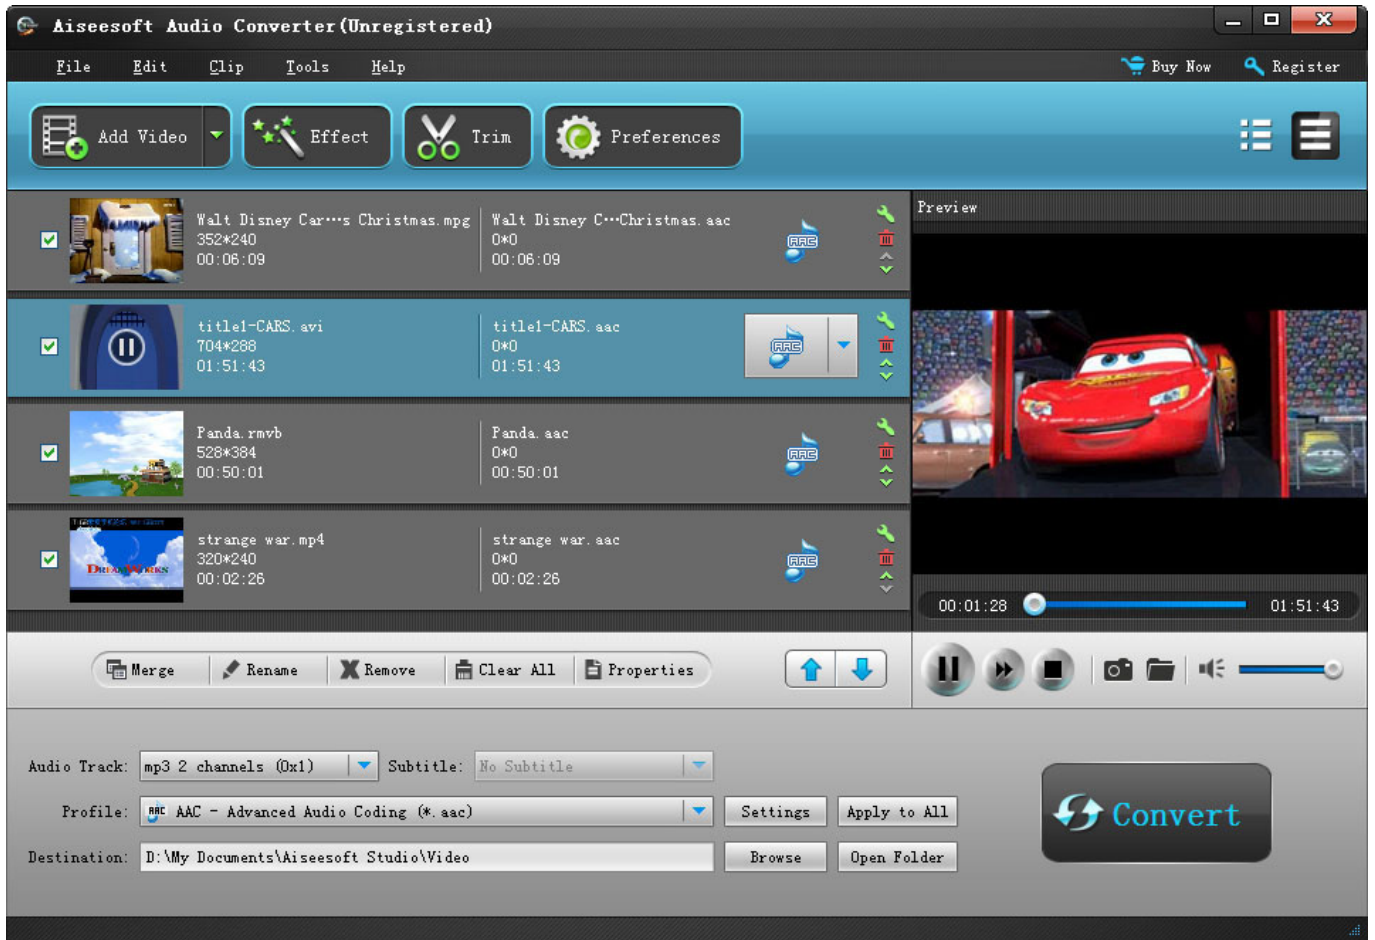 Aiseesoft Audio Converter(Unregistered)
File Edit Clip Tools Help Buy Now Register
Add Video Effect Trim Preferences
Preview
Walt Disney Car···s Christmas.mpg Walt Disney C···Christmas.aac
352*240 0*0
00:06:09 00:06:09
AAC
title1-CARS.avi title1-CARS.aac
704*288 0*0
01:51:43 01:51:43
AAC
Panda.rmvb Panda.aac
528*384 0*0
00:50:01 00:50:01
AAC
strange war.mp4 strange war.aac
320*240 0*0
00:02:26 00:02:26
AAC
DREAMWORKS
00:01:28 01:51:43
Merge Rename Remove Clear All Properties
Audio Track: mp3 2 channels (0x1) Subtitle: No Subtitle
Profile: AAC AAC - Advanced Audio Coding (*.aac) Settings Apply to All
Convert
Destination: D:\My Documents\Aiseesoft Studio\Video Browse Open Folder